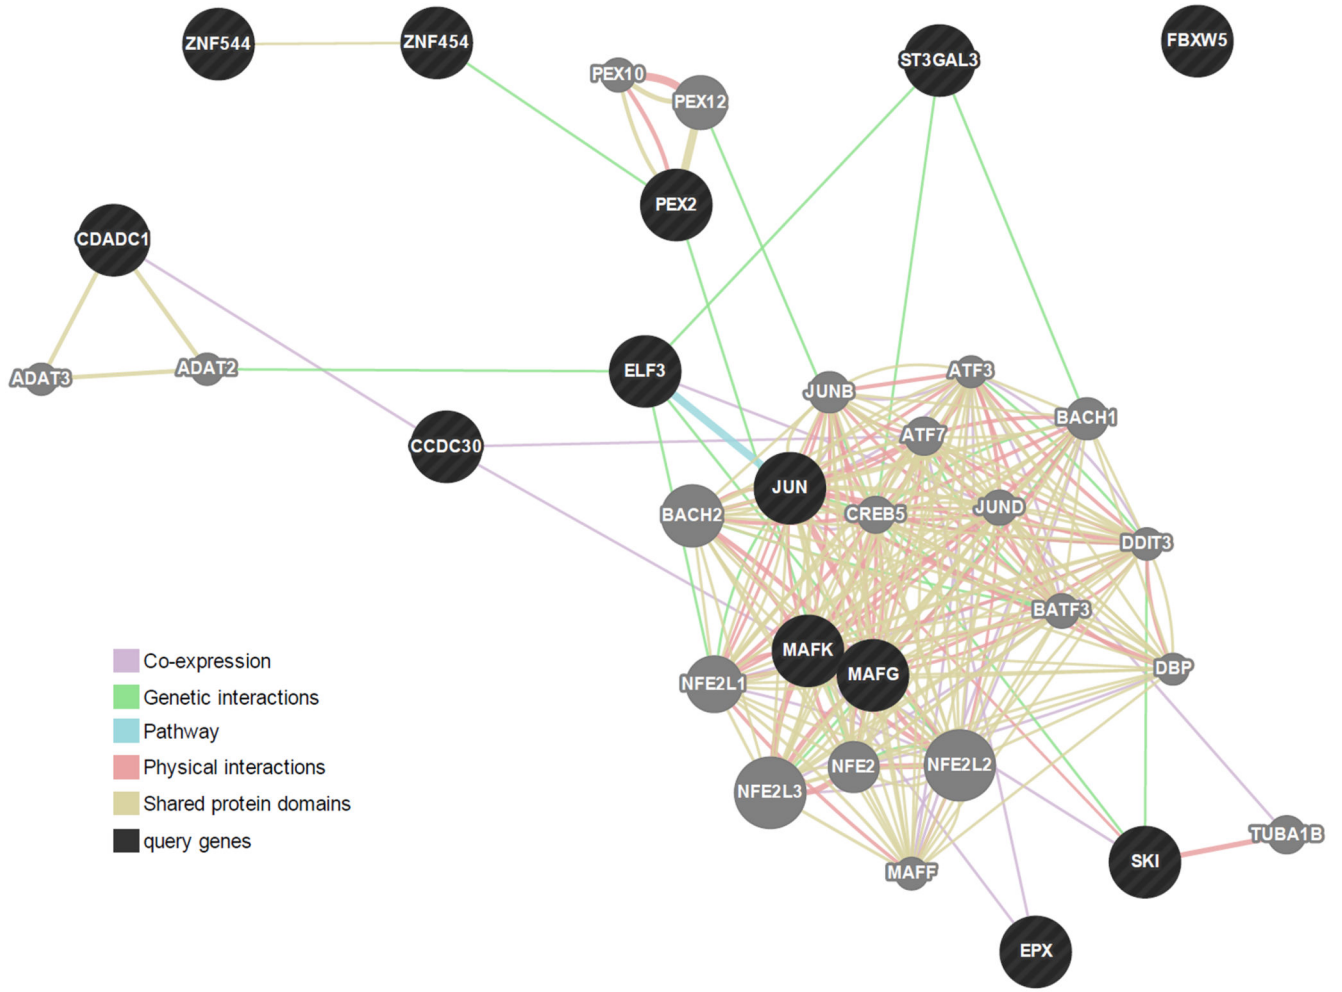 ZNF544
ZNF454
FBXW5
ST3GAL3
PEX10
PEX12
PEX2
CDADC1
ADAT3
ADAT2
ELF3
ATF3
JUNB
BACH1
ATF7
CCDC30
JUN
BACH2
CREB5
JUND
DDIT3
BATF3
MAFK
MAFG
DBP
NFE2L1
NFE2
NFE2L2
NFE2L3
TUBA1B
SKI
MAFF
EPX
Co-expression
Genetic interactions
Pathway
Physical interactions
Shared protein domains
query genes